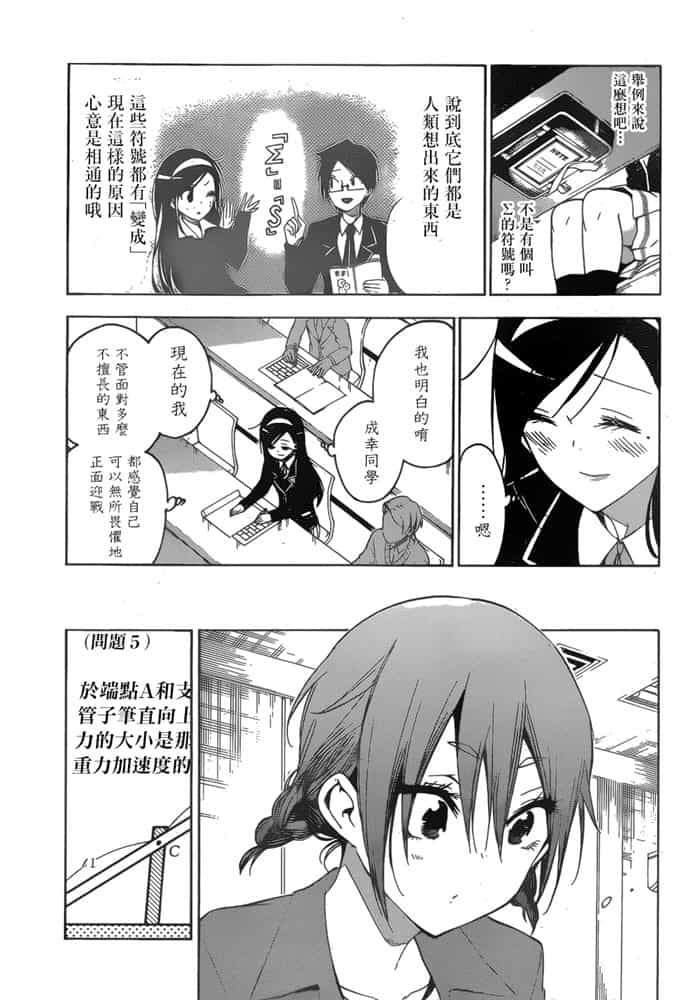 舉例來說
這麼想吧…
不是有個叫
Σ的符號嗎？
說到底它們都是
人類想出來的東西
「Σ」=「S」
這些符號都有「變成」
現在這樣的原因
心意是相通的哦
……嗯
我也明白的唷
成幸同學
現在的我
不管面對多麼
不擅長的東西
都感覺自己
可以無所畏懼地
正面迎戰
（問題５）
於端點A和支
管子筆直向上
力的大小是那
重力加速度的
ℓ1
C